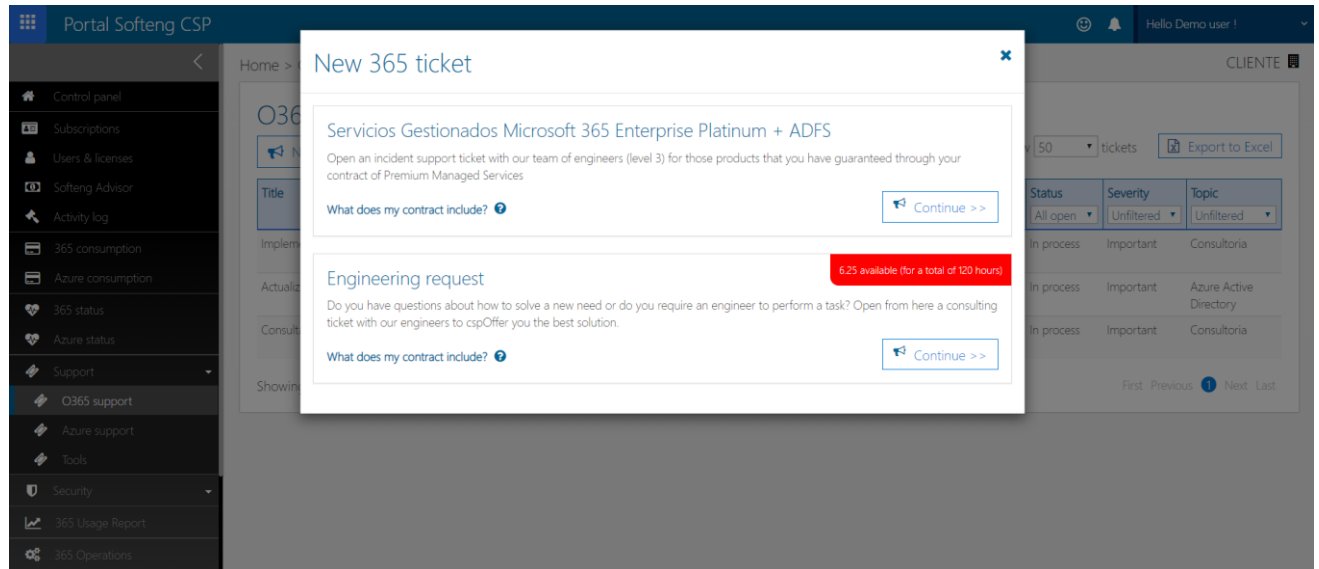 Portal Softeng CSP
Hello Demo user !
Control panel
Subscriptions
Users & licenses
Softeng Advisor
Activity log
365 consumption
Azure consumption
365 status
Azure status
Support
O365 support
Azure support
Tools
Security
365 Usage Report
365 Operations
Home >
CLIENTE
O36
50
tickets
Export to Excel
Title
Status
Severity
Topic
All open
Unfiltered
Unfiltered
Implem
In process
Important
Consultoria
Actualiz
In process
Important
Azure Active
Directory
Consult
In process
Important
Consultoria
Showin
First Previous 1 Next Last
New 365 ticket
Servicios Gestionados Microsoft 365 Enterprise Platinum + ADFS
Open an incident support ticket with our team of engineers (level 3) for those products that you have guaranteed through your
contract of Premium Managed Services
What does my contract include?
Continue >>
Engineering request
6.25 available (for a total of 120 hours)
Do you have questions about how to solve a new need or do you require an engineer to perform a task? Open from here a consulting
ticket with our engineers to cspOffer you the best solution.
What does my contract include?
Continue >>